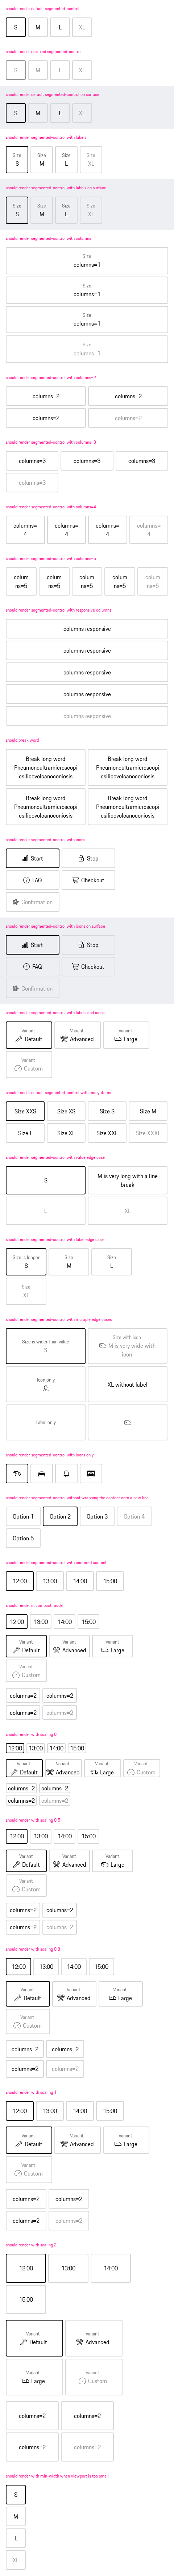 should render default segmented-control
S M L XL
should render disabled segmented-control
S M L XL
should render default segmented-control on surface
S M L XL
should render segmented-control with labels
Size Size Size Size
S M L XL
should render segmented-control with labels on surface
Size Size Size Size
S M L XL
should render segmented-control with columns=1
Size
columns=1
Size
columns=1
Size
columns=1
Size
columns=1
should render segmented-control with columns=2
columns=2 columns=2
columns=2 columns=2
should render segmented-control with columns=3
columns=3 columns=3 columns=3
columns=3
should render segmented-control with columns=4
columns= columns= columns= columns=
4 4 4 4
should render segmented-control with columns=5
colum colum colum colum colum
ns=5 ns=5 ns=5 ns=5 ns=5
should render segmented-control with responsive columns
columns responsive
columns responsive
columns responsive
columns responsive
columns responsive
should break word
Break long word Break long word
Pneumonoultramicroscopi Pneumonoultramicroscopi
csilicovolcanoconiosis csilicovolcanoconiosis
Break long word Break long word
Pneumonoultramicroscopi Pneumonoultramicroscopi
csilicovolcanoconiosis csilicovolcanoconiosis
should render segmented-control with icons
Start Stop
FAQ Checkout
Confirmation
should render segmented-control with icons on surface
Start Stop
FAQ Checkout
Confirmation
should render segmented-control with labels and icons
Variant Variant Variant
Default Advanced Large
Variant
Custom
should render default segmented-control with many items
Size XXS Size XS Size S Size M
Size L Size XL Size XXL Size XXXL
should render segmented-control with value edge case
S M is very long with a line
break
L XL
should render segmented-control with label edge case
Size is longer Size Size
S M L
Size
XL
should render segmented-control with multiple edge cases
Size is wider than value Size with icon
S M is very wide with
icon
Icon only XL without label
Label only
should render segmented-control with icons only
should render segmented-control without wrapping the content onto a new line
Option 1 Option 2 Option 3 Option 4
Option 5
should render segmented-control with centered content
12:00 13:00 14:00 15:00
should render in compact mode
12:00 13:00 14:00 15:00
Variant Variant Variant
Default Advanced Large
Variant
Custom
columns=2 columns=2
columns=2 columns=2
should render with scaling 0
12:00 13:00 14:00 15:00
Variant Variant Variant Variant
Default Advanced Large Custom
columns=2 columns=2
columns=2 columns=2
should render with scaling 0.5
12:00 13:00 14:00 15:00
Variant Variant Variant
Default Advanced Large
Variant
Custom
columns=2 columns=2
columns=2 columns=2
should render with scaling 0.8
12:00 13:00 14:00 15:00
Variant Variant Variant
Default Advanced Large
Variant
Custom
columns=2 columns=2
columns=2 columns=2
should render with scaling 1
12:00 13:00 14:00 15:00
Variant Variant Variant
Default Advanced Large
Variant
Custom
columns=2 columns=2
columns=2 columns=2
should render with scaling 2
12:00 13:00 14:00
15:00
Variant Variant
Default Advanced
Variant Variant
Large Custom
columns=2 columns=2
columns=2 columns=2
should render with min-width when viewport is too small
S
M
L
XL